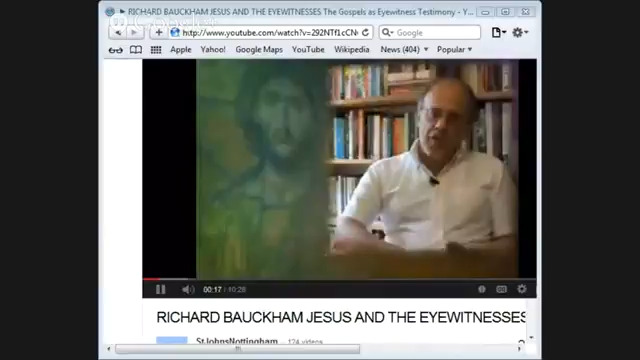 RICHARD BAUCKHAM JESUS AND THE EYEWITNESSES The Gospels as Eyewitness Testimony - Y...
http://www.youtube.com/watch?v=292NTf1cCN
Google
Apple Yahoo! Google Maps YouTube Wikipedia News (404) Popular
00:17 / 10:28
RICHARD BAUCKHAM JESUS AND THE EYEWITNESSES
StJohnsNottingham 174 videos